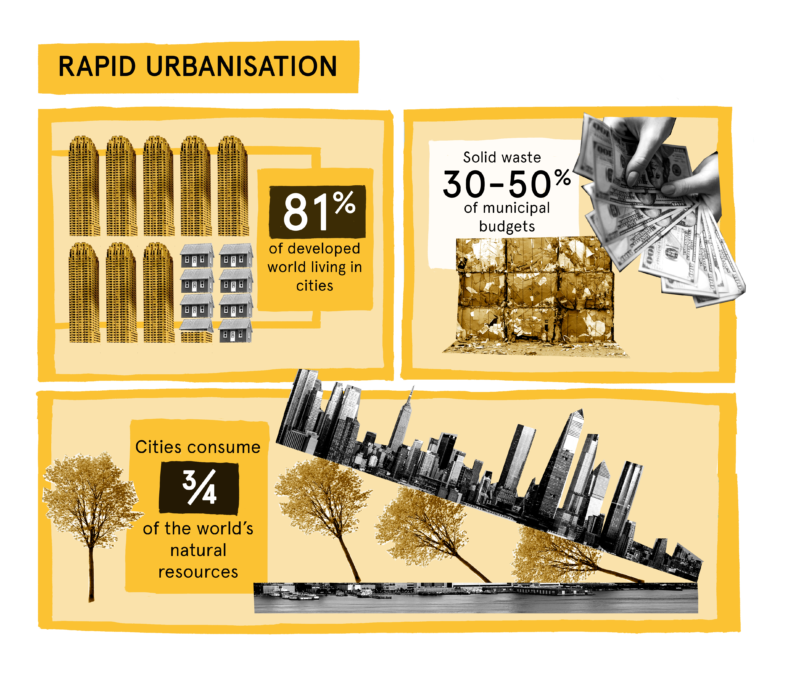 RAPID URBANISATION
81%
of developed
world living in
cities
Solid waste
30-50%
of municipal
budgets
Cities consume
3/4
of the world's
natural
resources